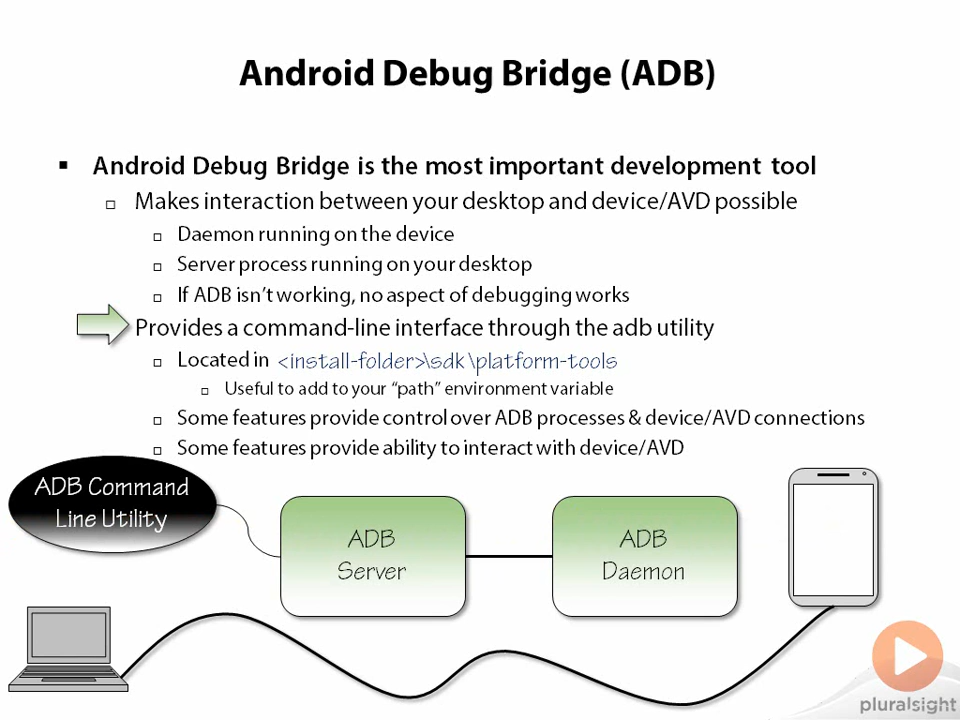 Android Debug Bridge (ADB)
Android Debug Bridge is the most important development tool
Makes interaction between your desktop and device/AVD possible
Daemon running on the device
Server process running on your desktop
If ADB isn't working, no aspect of debugging works
Provides a command-line interface through the adb utility
Located in <install-folder>\sdk\platform-tools
Useful to add to your “path” environment variable
Some features provide control over ADB processes & device/AVD connections
Some features provide ability to interact with device/AVD
ADB Command
Line Utility
ADB
Server
ADB
Daemon
pluralsight